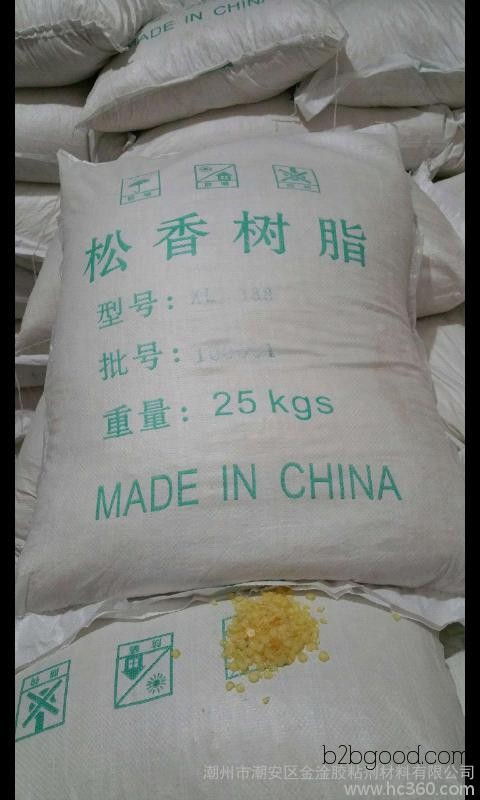 MADE IN CHINA
松香树脂
型号：XL 138
批号：
重量：25 kgs
MADE IN CHINA
b2bgood.com
潮州市潮安区金淦胶粘剂材料有限公司
www.hc360.com